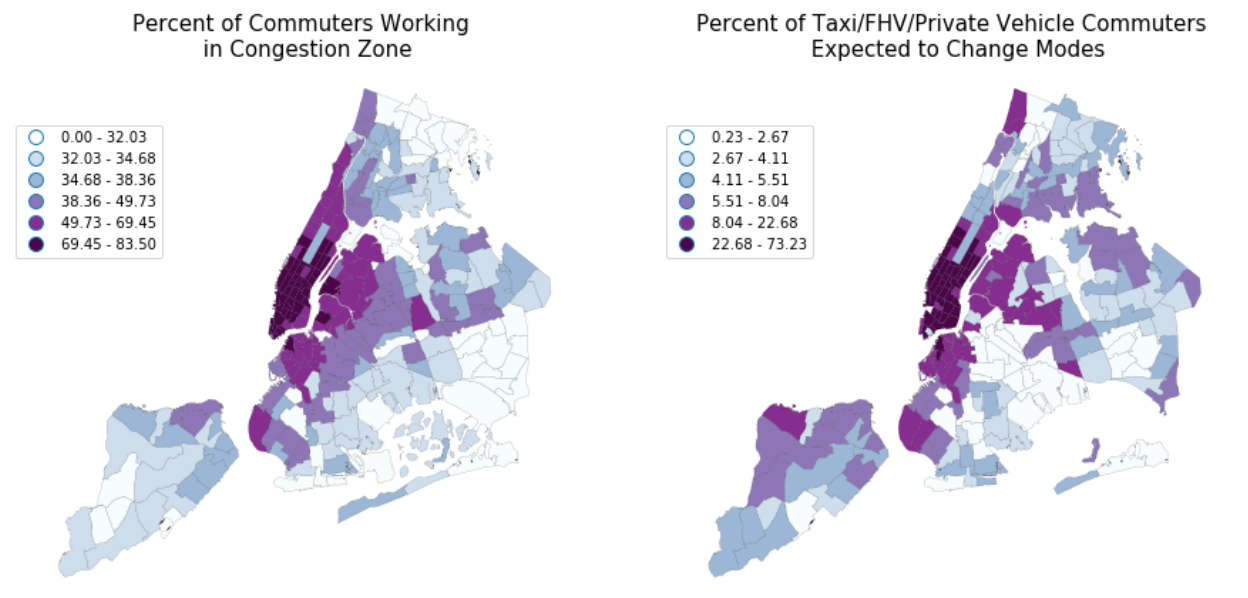 Percent of Commuters Working
in Congestion Zone
0.00 - 32.03
32.03 - 34.68
34.68 - 38.36
38.36 - 49.73
49.73 - 69.45
69.45 - 83.50
Percent of Taxi/FHV/Private Vehicle Commuters
Expected to Change Modes
0.23 - 2.67
2.67 - 4.11
4.11 - 5.51
5.51 - 8.04
8.04 - 22.68
22.68 - 73.23